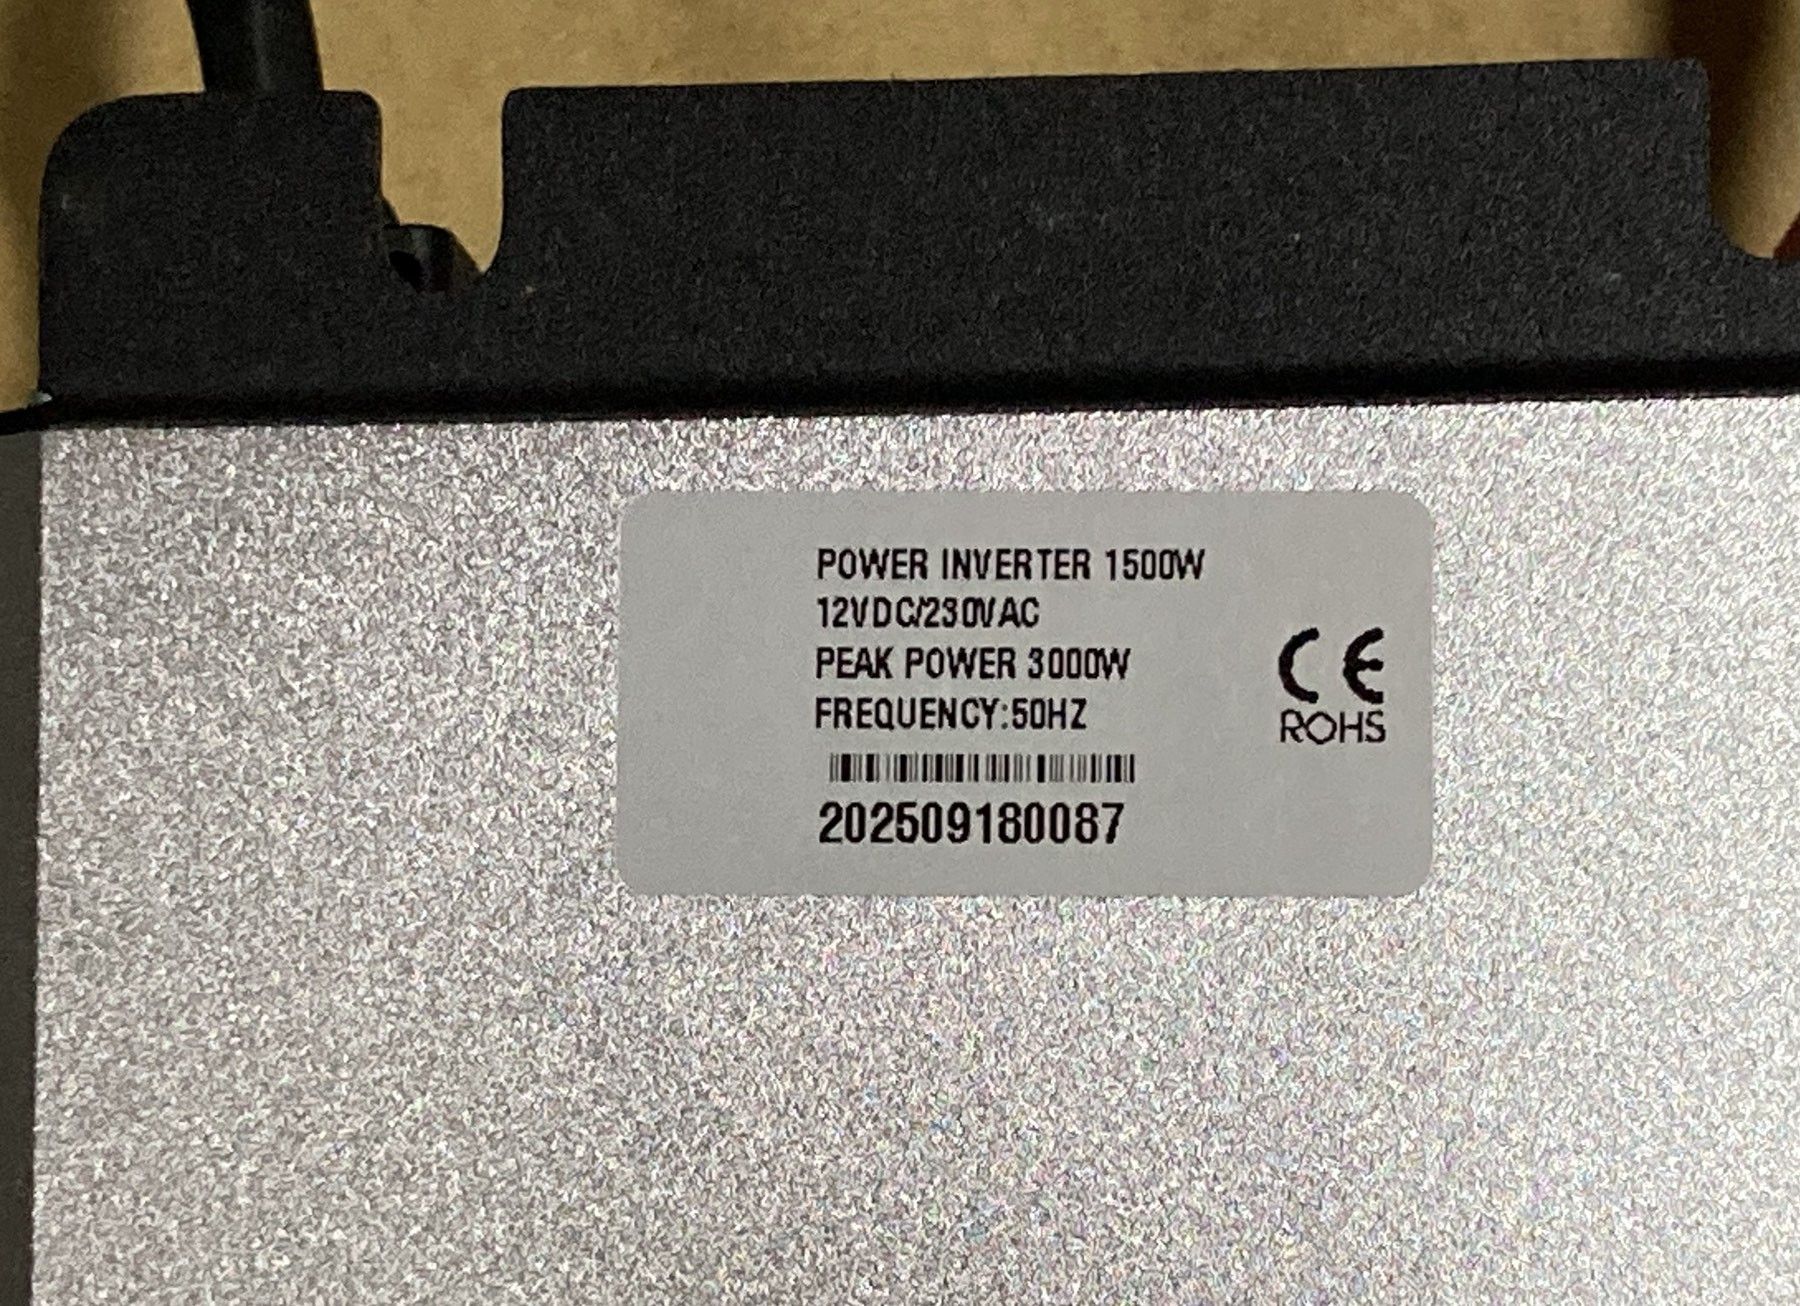 POWER INVERTER 1500W
12VDC/230VAC
PEAK POWER 3000W
FREQUENCY:50HZ
CE
ROHS
202509180087